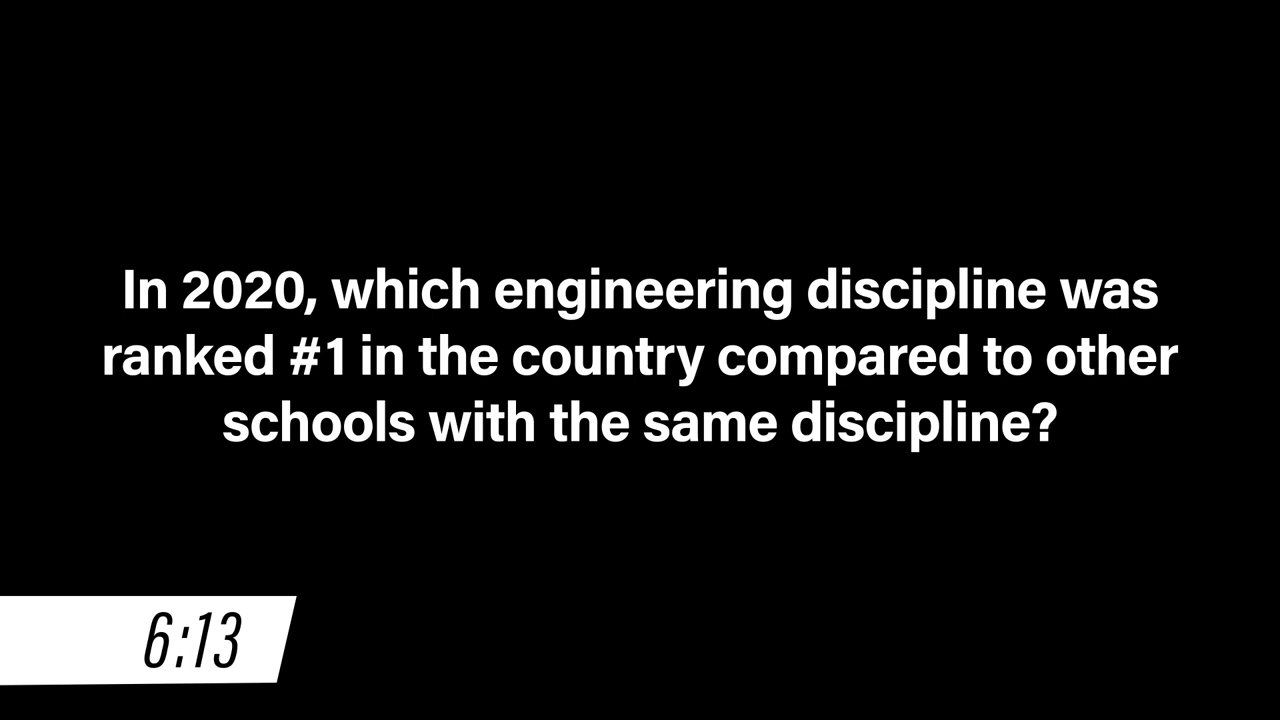 In 2020, which engineering discipline was
ranked #1 in the country compared to other
schools with the same discipline?
6:13